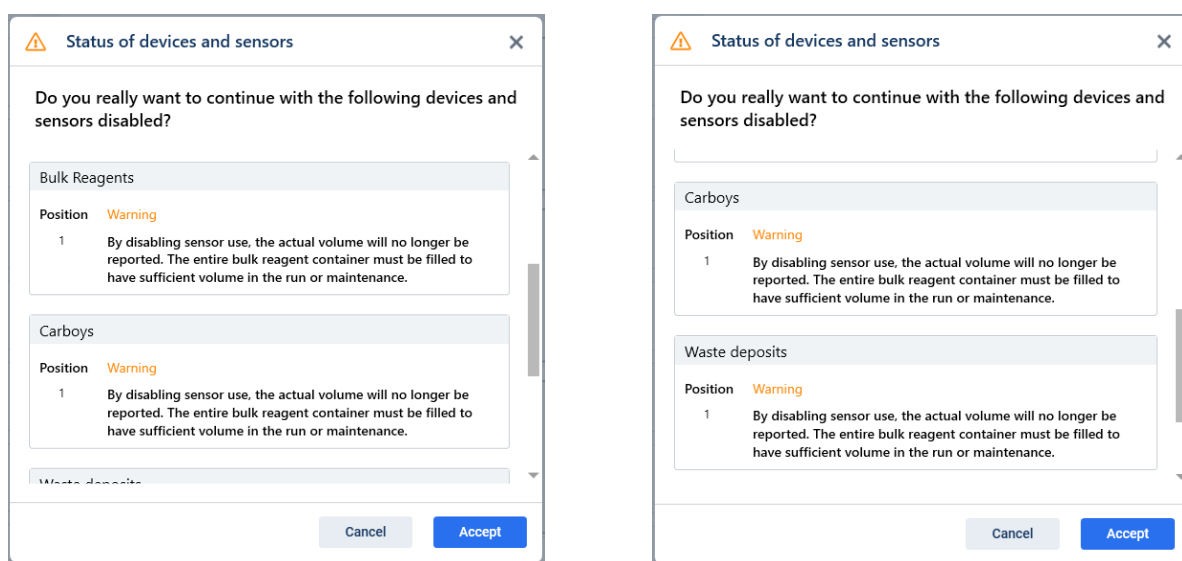 Status of devices and sensors
Do you really want to continue with the following devices and
sensors disabled?
Bulk Reagents
Position Warning
1 By disabling sensor use, the actual volume will no longer be
reported. The entire bulk reagent container must be filled to
have sufficient volume in the run or maintenance.
Carboys
Position Warning
1 By disabling sensor use, the actual volume will no longer be
reported. The entire bulk reagent container must be filled to
have sufficient volume in the run or maintenance.
Waste deposits
Cancel Accept
Status of devices and sensors
Do you really want to continue with the following devices and
sensors disabled?
Carboys
Position Warning
1 By disabling sensor use, the actual volume will no longer be
reported. The entire bulk reagent container must be filled to
have sufficient volume in the run or maintenance.
Waste deposits
Position Warning
1 By disabling sensor use, the actual volume will no longer be
reported. The entire bulk reagent container must be filled to
have sufficient volume in the run or maintenance.
Cancel Accept